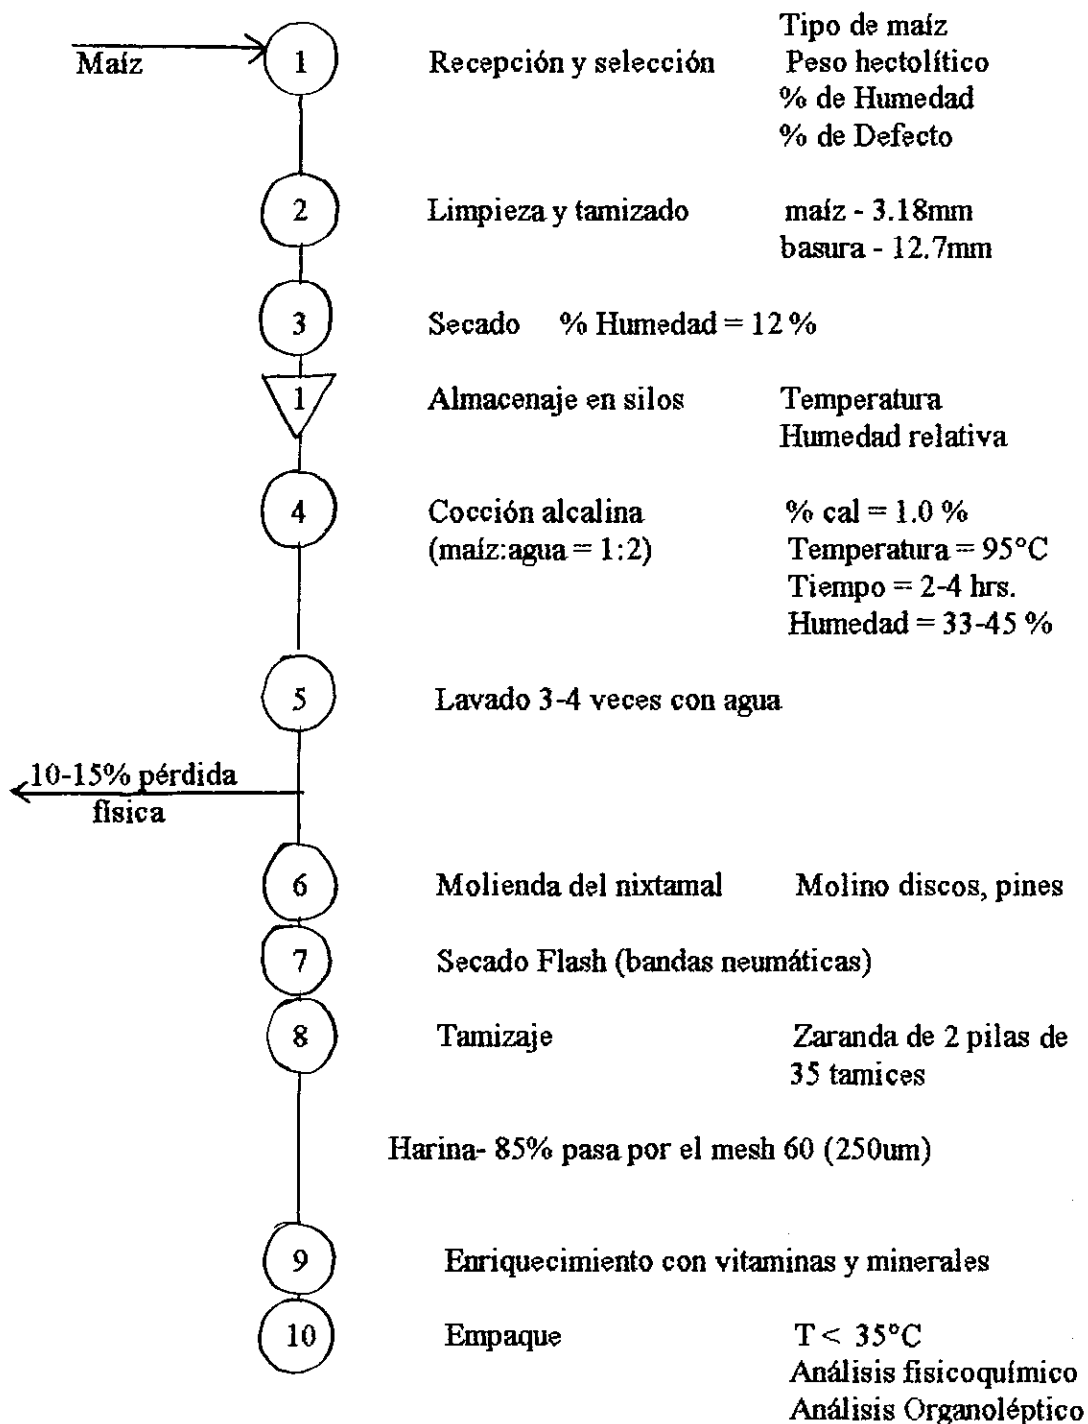 Tipo de maíz
Maíz 1 Recepción y selección Peso hectolítico
% de Humedad
% de Defecto
2 Limpieza y tamizado maíz - 3.18mm
basura - 12.7mm
3 Secado % Humedad = 12 %
1 Almacenaje en silos Temperatura
Humedad relativa
4 Cocción alcalina % cal = 1.0 %
(maíz:agua = 1:2) Temperatura = 95°C
Tiempo = 2-4 hrs.
Humedad = 33-45 %
5 Lavado 3-4 veces con agua
10-15% pérdida
física
6 Molienda del nixtamal Molino discos, pines
7 Secado Flash (bandas neumáticas)
8 Tamizaje Zaranda de 2 pilas de
35 tamices
Harina- 85% pasa por el mesh 60 (250um)
9 Enriquecimiento con vitaminas y minerales
10 Empaque T < 35°C
Análisis fisicoquímico
Análisis Organoléptico